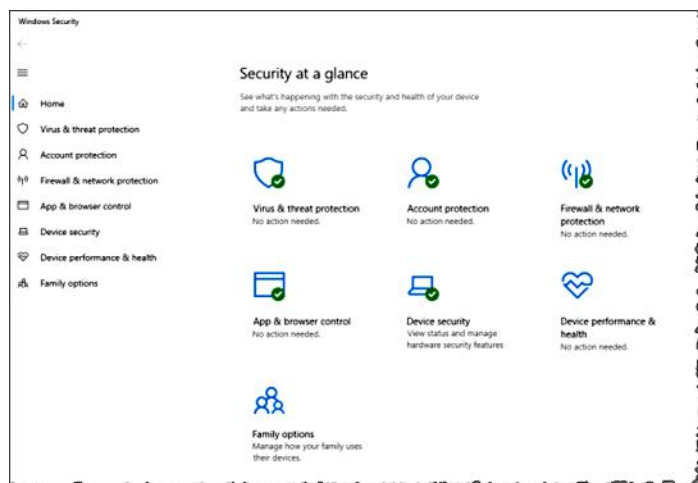 Windows Security
Home
Virus & threat protection
Account protection
Firewall & network protection
App & browser control
Device security
Device performance & health
Family options
Security at a glance
See what's happening with the security and health of your device
and take any actions needed.
Virus & threat protection
No action needed.
Account protection
No action needed.
Firewall & network
protection
No action needed.
App & browser control
No action needed.
Device security
View status and manage
hardware security features
Device performance &
health
No action needed.
Family options
Manage how your family uses
their devices.